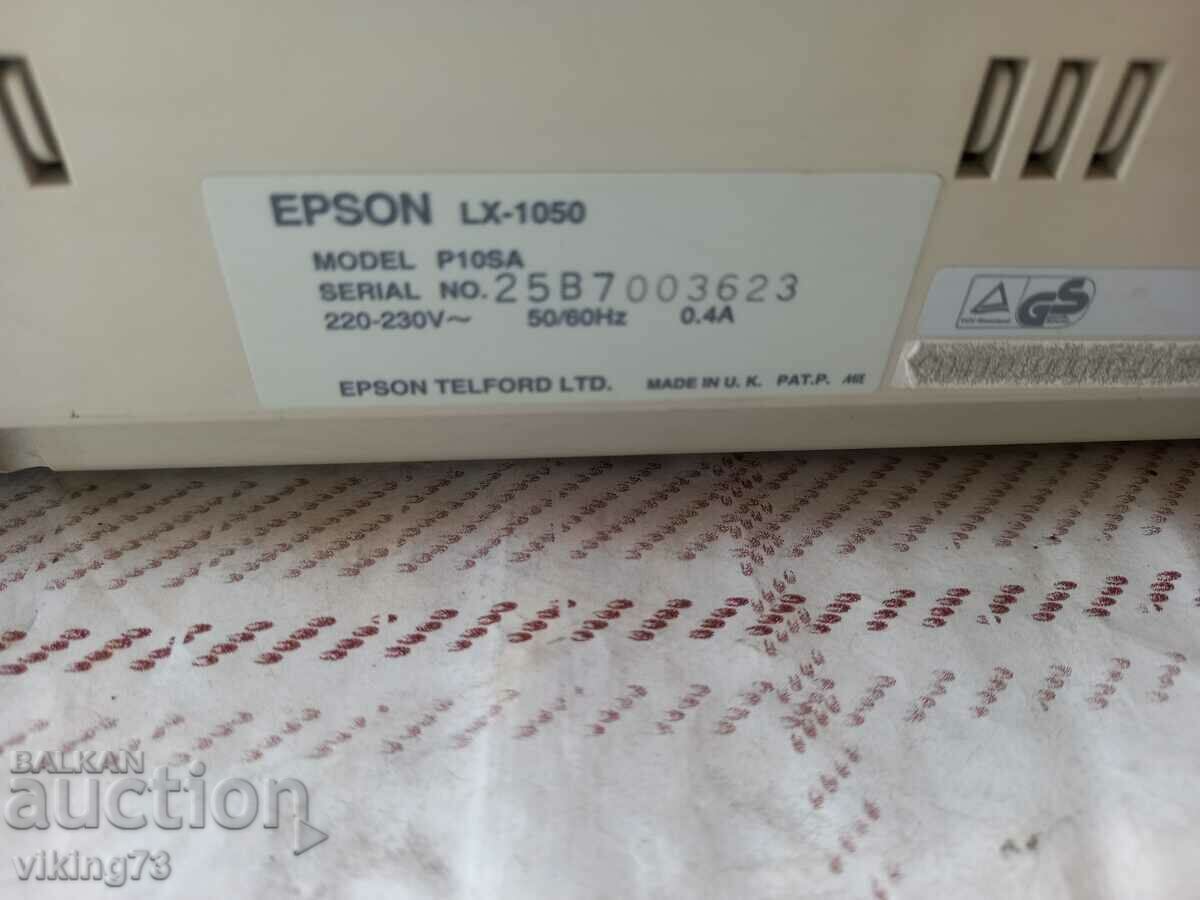 EPSON LX-1050
MODEL P10SA
SERIAL NO. 25B7003623
220-230V~ 50/60Hz 0.4A
EPSON TELFORD LTD. MADE IN U. K. PAT.P.
GS
BALKAN
auction
viking73